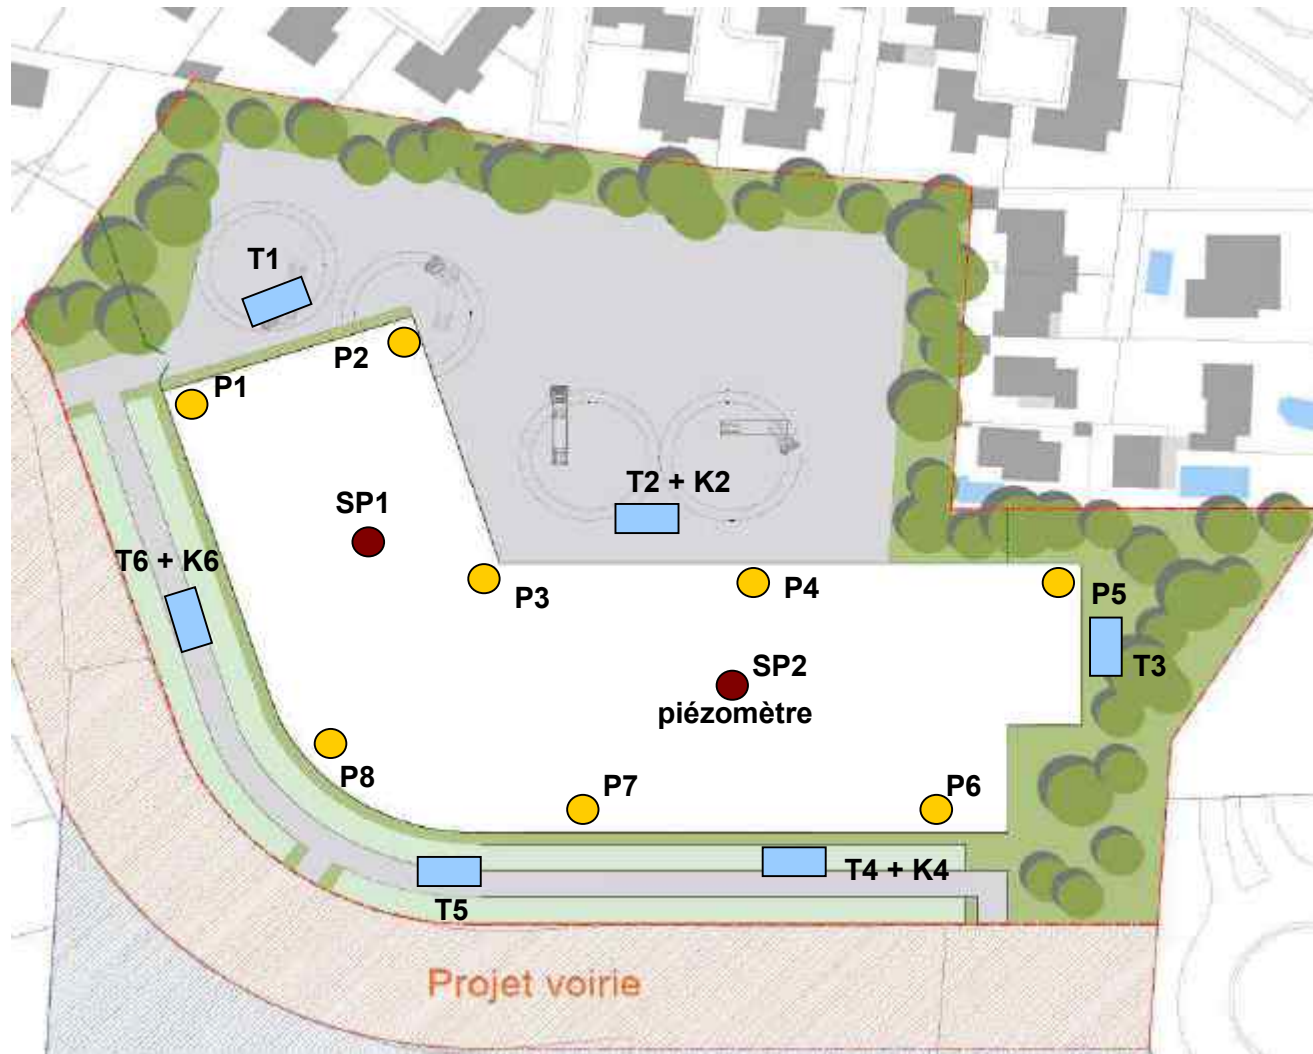 T1
P2
P1
T2 + K2
SP1
T6 + K6
P3
P4
P5
T3
SP2
piézomètre
P8
P7
P6
T4 + K4
T5
Projet voirie